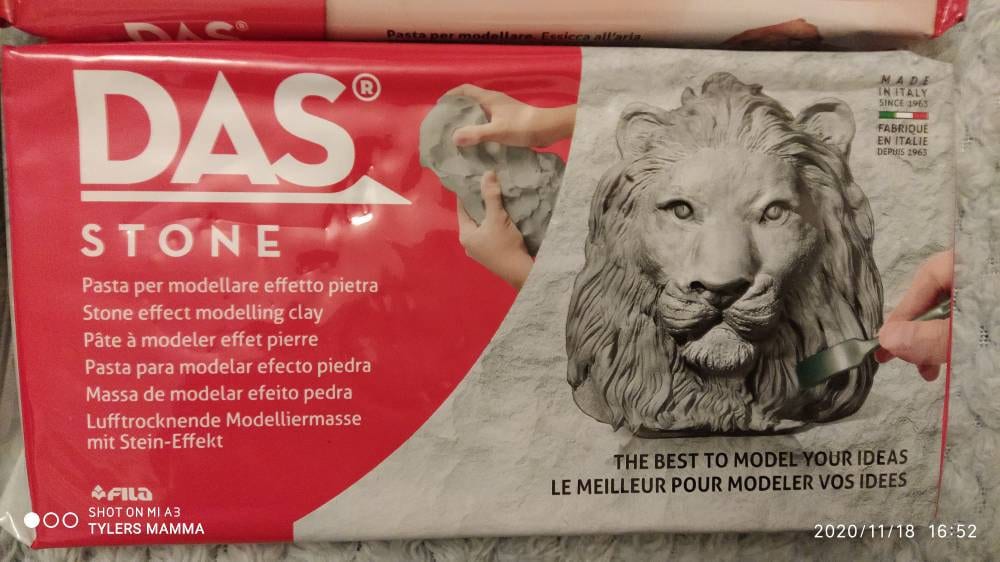 DAS®
Pasta per modellare. Essicca all'aria.
DAS®
STONE
Pasta per modellare effetto pietra
Stone effect modelling clay
Pâte à modeler effet pierre
Pasta para modelar efecto piedra
Massa de modelar efeito pedra
Lufftrocknende Modelliermasse
mit Stein-Effekt
FILA
MADE
IN ITALY
SINCE 1963
FABRIQUÉ
EN ITALIE
DEPUIS 1963
THE BEST TO MODEL YOUR IDEAS
LE MEILLEUR POUR MODELER VOS IDEES
SHOT ON MI A3
TYLERS MAMMA
2020/11/18 16:52